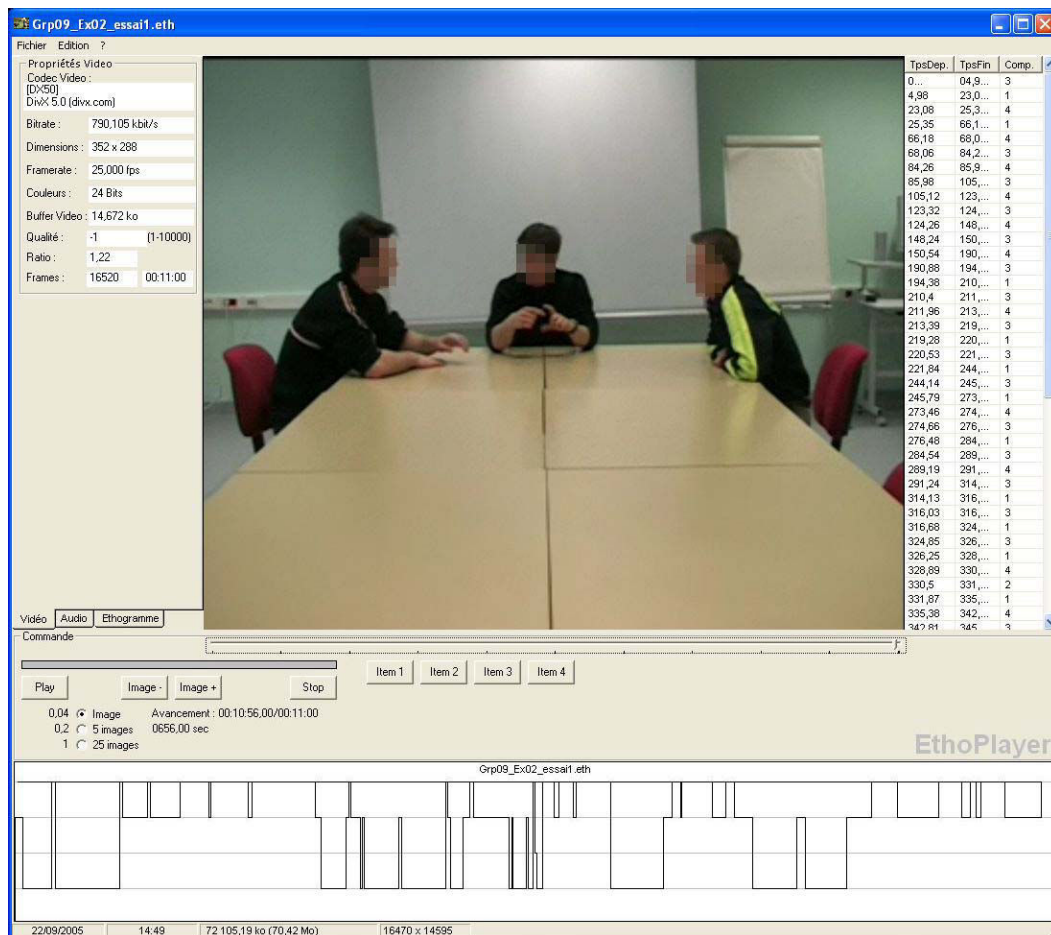 Grp09_Ex02_essai1.eth
Fichier Edition ?
Propriétés Video
Codec Video :
[DX50]
DivX 5.0 (divx.com)
Bitrate : 790,105 kbit/s
Dimensions : 352 x 288
Framerate : 25,000 fps
Couleurs : 24 Bits
Buffer Video : 14,672 ko
Qualité : -1 (1-10000)
Ratio : 1,22
Frames : 16520 00:11:00
Vidéo Audio Ethogramme
TpsDep. TpsFin Comp.
0... 04,9... 3
4,98 23,0... 1
23,08 25,3... 4
25,35 66,1... 1
66,18 68,0... 4
68,06 84,2... 3
84,26 85,9... 4
85,98 105,... 3
105,12 123,... 4
123,32 124,... 3
124,26 148,... 4
148,24 150,... 3
150,54 190,... 4
190,88 194,... 3
194,38 210,... 1
210,4 211,... 3
211,96 213,... 4
213,39 219,... 3
219,28 220,... 1
220,53 221,... 3
221,84 244,... 1
244,14 245,... 3
245,79 273,... 1
273,46 274,... 4
274,66 276,... 3
276,48 284,... 1
284,54 289,... 3
289,19 291,... 4
291,24 314,... 3
314,13 316,... 1
316,03 316,... 3
316,68 324,... 1
324,85 326,... 3
326,25 328,... 1
328,89 330,... 4
330,5 331,... 2
331,87 335,... 1
335,38 342,... 4
342,81 345... 3
Commande
Item 1 Item 2 Item 3 Item 4
Play Image - Image + Stop
0,04 Image Avancement : 00:10:56,00/00:11:00
0,2 5 images 0656,00 sec
1 25 images
EthoPlayer
Grp09_Ex02_essai1.eth
22/09/2005 14:49 72 105,19 ko (70,42 Mo) 16470 x 14595